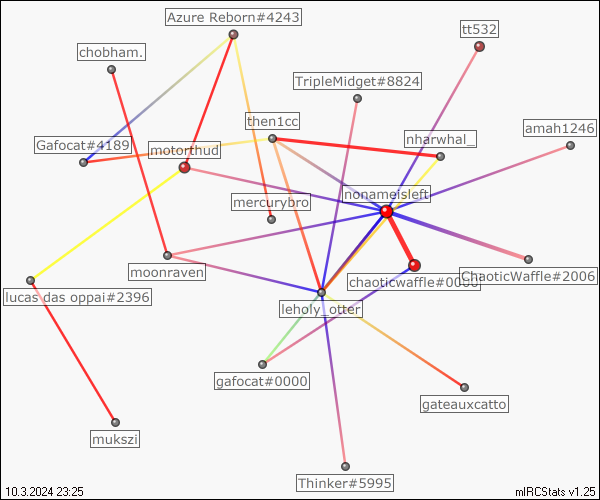 Azure Reborn#4243
tt532
chobham.
TripleMidget#8824
then1cc
amah1246
nharwhal_
Gafocat#4189
motorthud
nonameisleft
mercurybro
moonraven
chaoticwaffle#0000
ChaoticWaffle#2006
lucas das oppai#2396
leholy_otter
gafocat#0000
gateauxcatto
mukszi
Thinker#5995
10.3.2024 23:25
mIRCStats v1.25